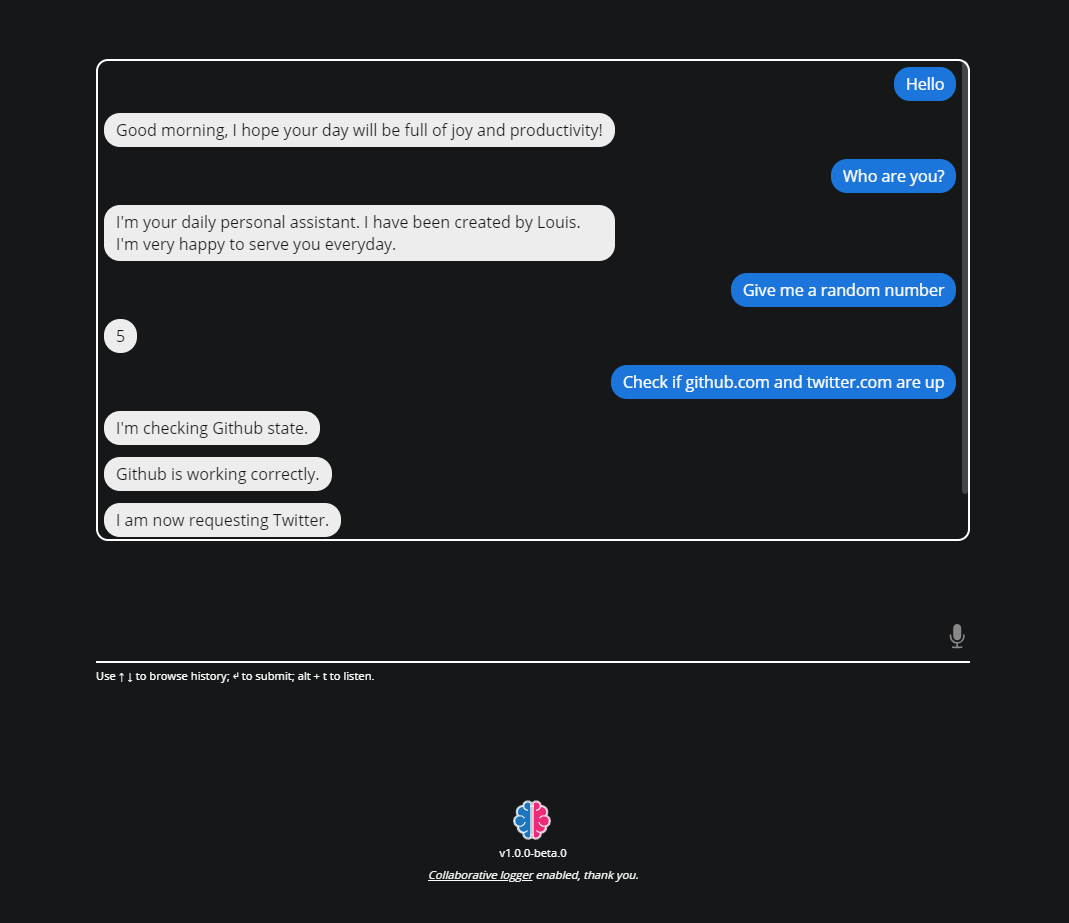 Hello
Good morning, I hope your day will be full of joy and productivity!
Who are you?
I'm your daily personal assistant. I have been created by Louis.
I'm very happy to serve you everyday.
Give me a random number
5
Check if github.com and twitter.com are up
I'm checking Github state.
Github is working correctly.
I am now requesting Twitter.
Use ↑ ↓ to browse history; ↵ to submit; alt + t to listen.
v1.0.0-beta.0
Collaborative logger enabled, thank you.